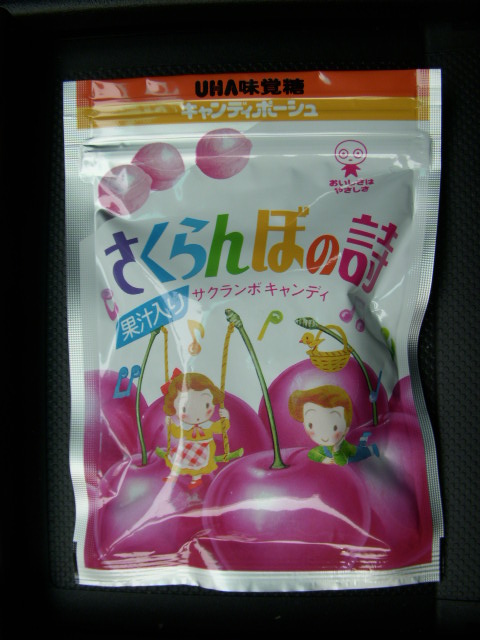 UHA味覚糖
キャンディポーシュ
おいしさは
やさしさ
さくらんぼの詩
果汁入り
サクランボキャンディ